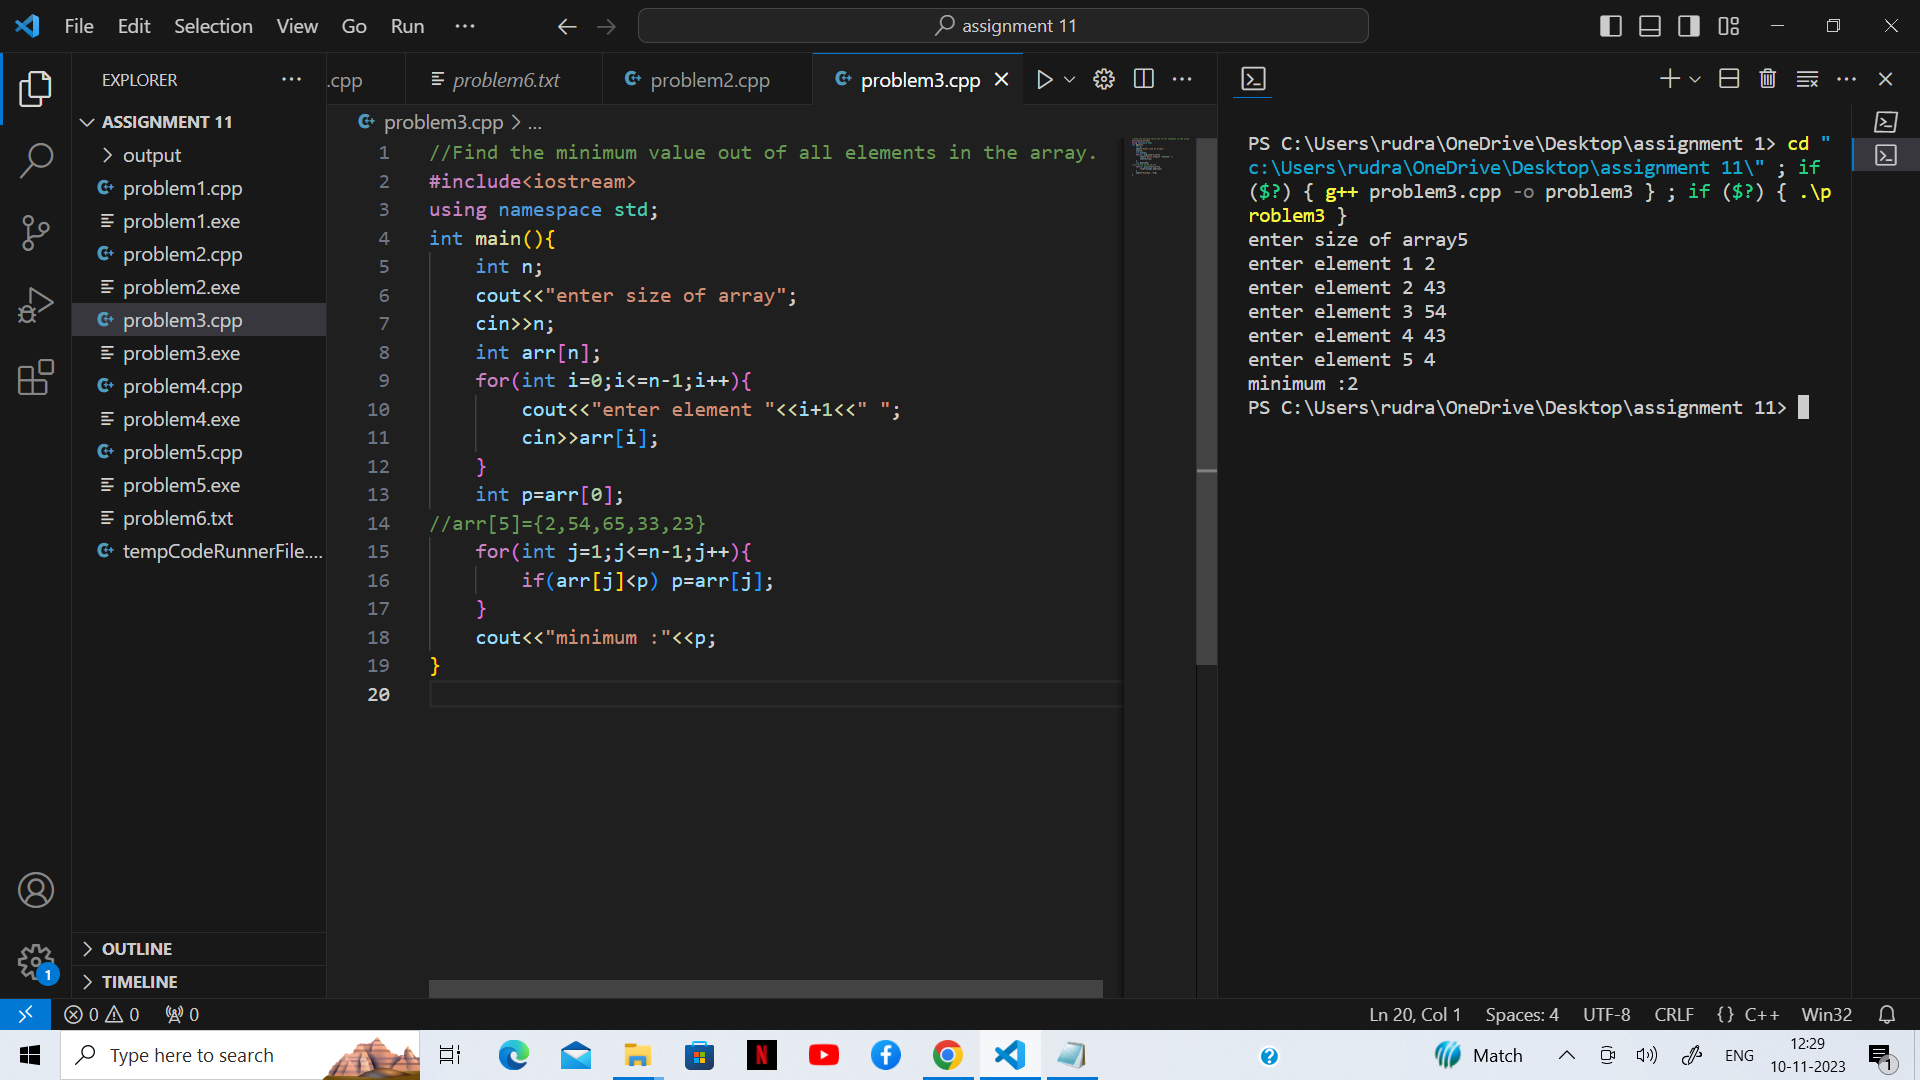 File Edit Selection View Go Run ...
assignment 11
EXPLORER
ASSIGNMENT 11
output
problem1.cpp
problem1.exe
problem2.cpp
problem2.exe
problem3.cpp
problem3.exe
problem4.cpp
problem4.exe
problem5.cpp
problem5.exe
problem6.txt
tempCodeRunnerFile....
OUTLINE
TIMELINE
.cpp problem6.txt problem2.cpp problem3.cpp
problem3.cpp > ...
1 //Find the minimum value out of all elements in the array.
2 #include<iostream>
3 using namespace std;
4 int main(){
5 int n;
6 cout<<"enter size of array";
7 cin>>n;
8 int arr[n];
9 for(int i=0;i<=n-1;i++){
10 cout<<"enter element "<<i+1<<" ";
11 cin>>arr[i];
12 }
13 int p=arr[0];
14 //arr[5]={2,54,65,33,23}
15 for(int j=1;j<=n-1;j++){
16 if(arr[j]<p) p=arr[j];
17 }
18 cout<<"minimum :"<<p;
19 }
20
PS C:\Users\rudra\OneDrive\Desktop\assignment 1> cd "
c:\Users\rudra\OneDrive\Desktop\assignment 11\" ; if
($?) { g++ problem3.cpp -o problem3 } ; if ($?) { .\p
roblem3 }
enter size of array5
enter element 1 2
enter element 2 43
enter element 3 54
enter element 4 43
enter element 5 4
minimum :2
PS C:\Users\rudra\OneDrive\Desktop\assignment 11>
1
0 0 0
Ln 20, Col 1 Spaces: 4 UTF-8 CRLF {} C++ Win32
Type here to search
N
Match
ENG
12:29
10-11-2023
1